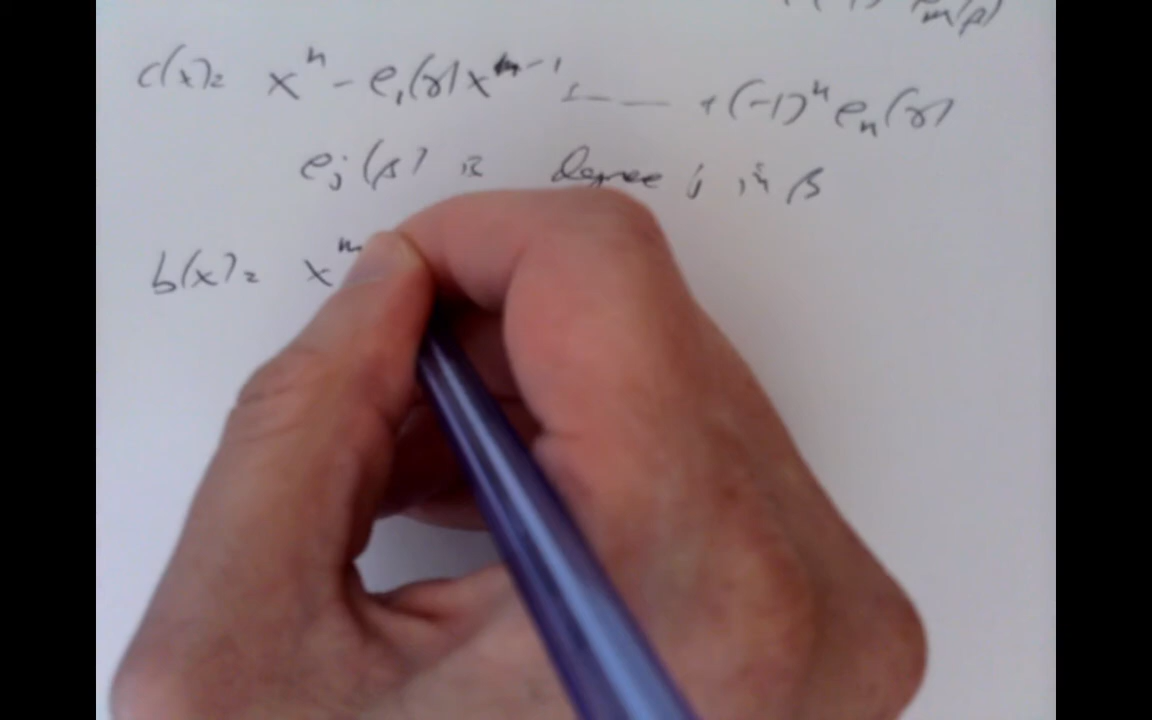 m(β)
c(x) = x^n - e_1(γ) x^{n-1} + — — + (-1)^n e_n(γ)
e_j(β) is degree j in β
b(x) = x^m